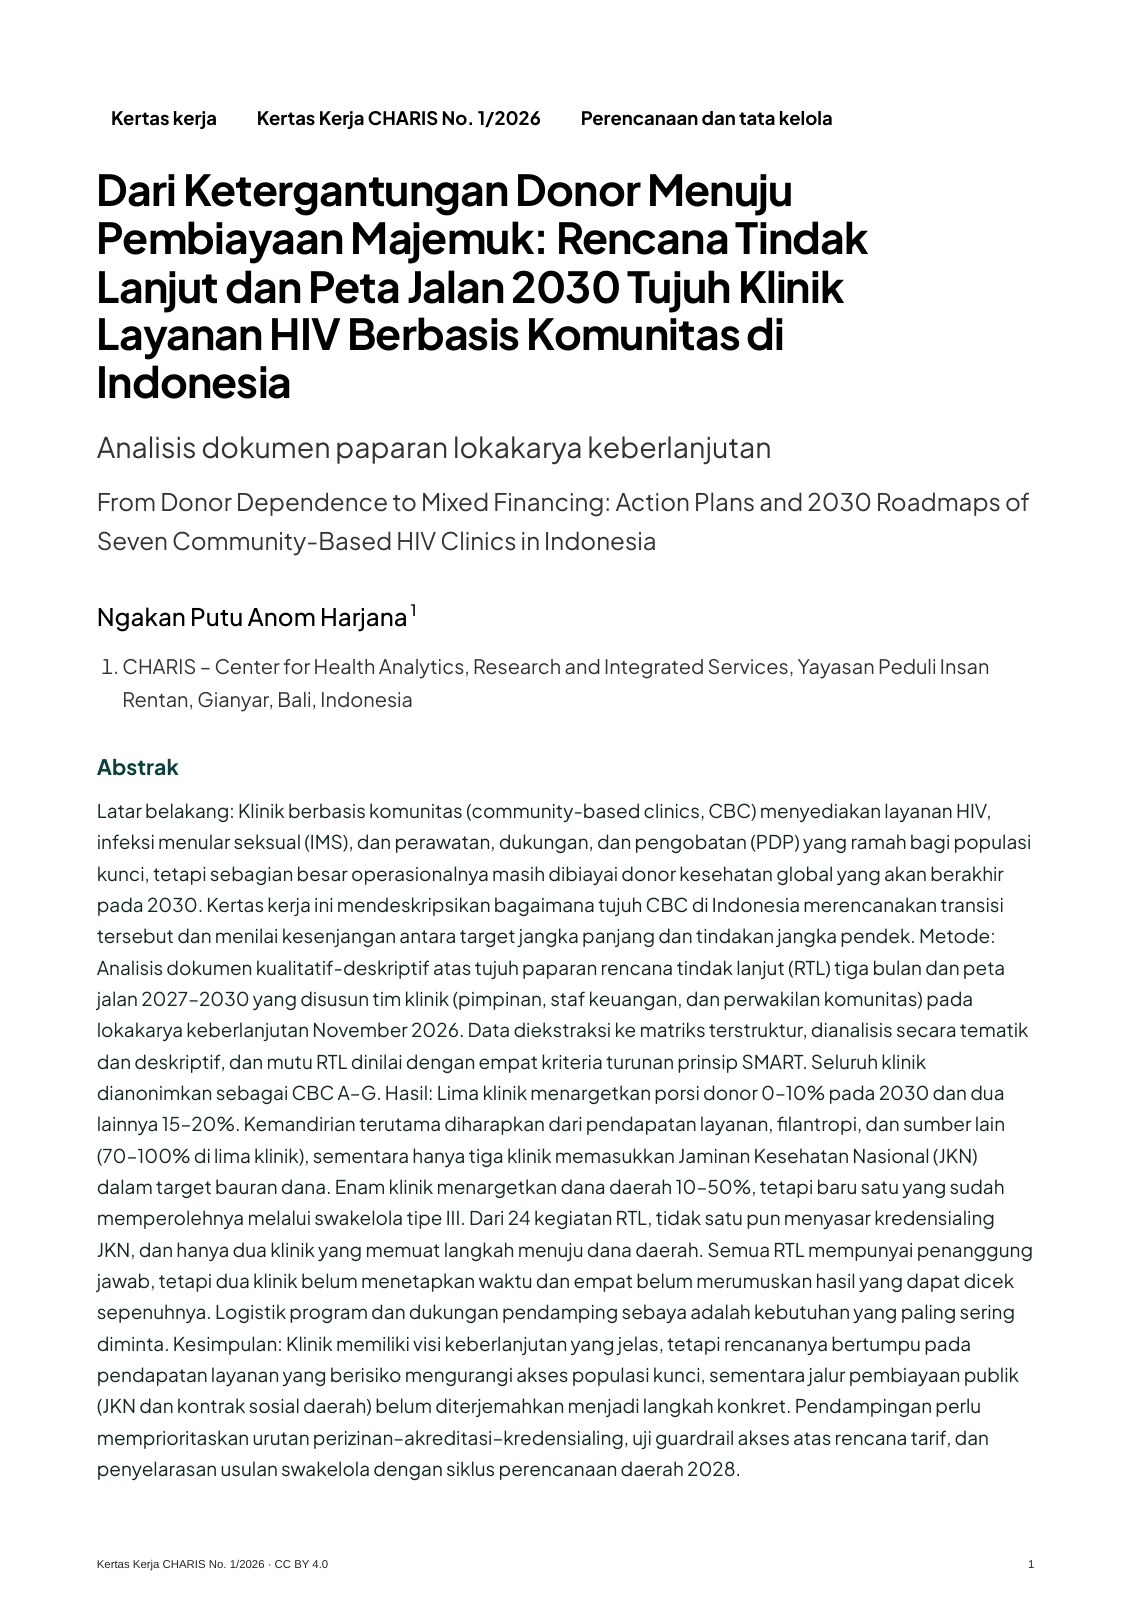 Kertas kerja Kertas Kerja CHARIS No. 1/2026 Perencanaan dan tata kelola
Dari Ketergantungan Donor Menuju
Pembiayaan Majemuk: Rencana Tindak
Lanjut dan Peta Jalan 2030 Tujuh Klinik
Layanan HIV Berbasis Komunitas di
Indonesia
Analisis dokumen paparan lokakarya keberlanjutan
From Donor Dependence to Mixed Financing: Action Plans and 2030 Roadmaps of
Seven Community-Based HIV Clinics in Indonesia
Ngakan Putu Anom Harjana¹
1. CHARIS – Center for Health Analytics, Research and Integrated Services, Yayasan Peduli Insan
Rentan, Gianyar, Bali, Indonesia
Abstrak
Latar belakang: Klinik berbasis komunitas (community-based clinics, CBC) menyediakan layanan HIV,
infeksi menular seksual (IMS), dan perawatan, dukungan, dan pengobatan (PDP) yang ramah bagi populasi
kunci, tetapi sebagian besar operasionalnya masih dibiayai donor kesehatan global yang akan berakhir
pada 2030. Kertas kerja ini mendeskripsikan bagaimana tujuh CBC di Indonesia merencanakan transisi
tersebut dan menilai kesenjangan antara target jangka panjang dan tindakan jangka pendek. Metode:
Analisis dokumen kualitatif-deskriptif atas tujuh paparan rencana tindak lanjut (RTL) tiga bulan dan peta
jalan 2027–2030 yang disusun tim klinik (pimpinan, staf keuangan, dan perwakilan komunitas) pada
lokakarya keberlanjutan November 2026. Data diekstraksi ke matriks terstruktur, dianalisis secara tematik
dan deskriptif, dan mutu RTL dinilai dengan empat kriteria turunan prinsip SMART. Seluruh klinik
dianonimkan sebagai CBC A–G. Hasil: Lima klinik menargetkan porsi donor 0–10% pada 2030 dan dua
lainnya 15–20%. Kemandirian terutama diharapkan dari pendapatan layanan, filantropi, dan sumber lain
(70–100% di lima klinik), sementara hanya tiga klinik memasukkan Jaminan Kesehatan Nasional (JKN)
dalam target bauran dana. Enam klinik menargetkan dana daerah 10–50%, tetapi baru satu yang sudah
memperolehnya melalui swakelola tipe III. Dari 24 kegiatan RTL, tidak satu pun menyasar kredensialing
JKN, dan hanya dua klinik yang memuat langkah menuju dana daerah. Semua RTL mempunyai penanggung
jawab, tetapi dua klinik belum menetapkan waktu dan empat belum merumuskan hasil yang dapat dicek
sepenuhnya. Logistik program dan dukungan pendamping sebaya adalah kebutuhan yang paling sering
diminta. Kesimpulan: Klinik memiliki visi keberlanjutan yang jelas, tetapi rencananya bertumpu pada
pendapatan layanan yang berisiko mengurangi akses populasi kunci, sementara jalur pembiayaan publik
(JKN dan kontrak sosial daerah) belum diterjemahkan menjadi langkah konkret. Pendampingan perlu
memprioritaskan urutan perizinan–akreditasi–kredensialing, uji guardrail akses atas rencana tarif, dan
penyelarasan usulan swakelola dengan siklus perencanaan daerah 2028.
Kertas Kerja CHARIS No. 1/2026 · CC BY 4.0 1